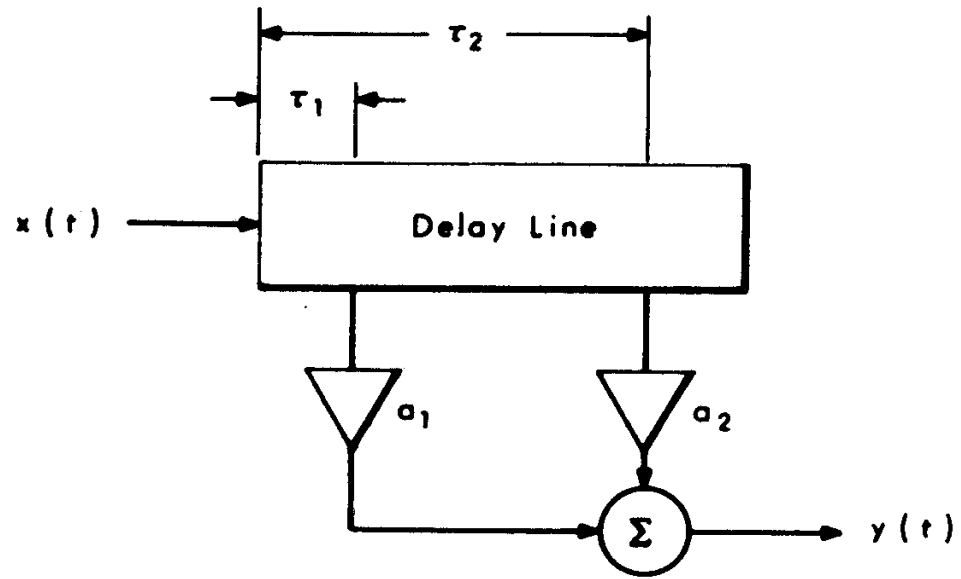 τ₂
τ₁
x(t)
Delay Line
a₁
a₂
Σ
y(t)